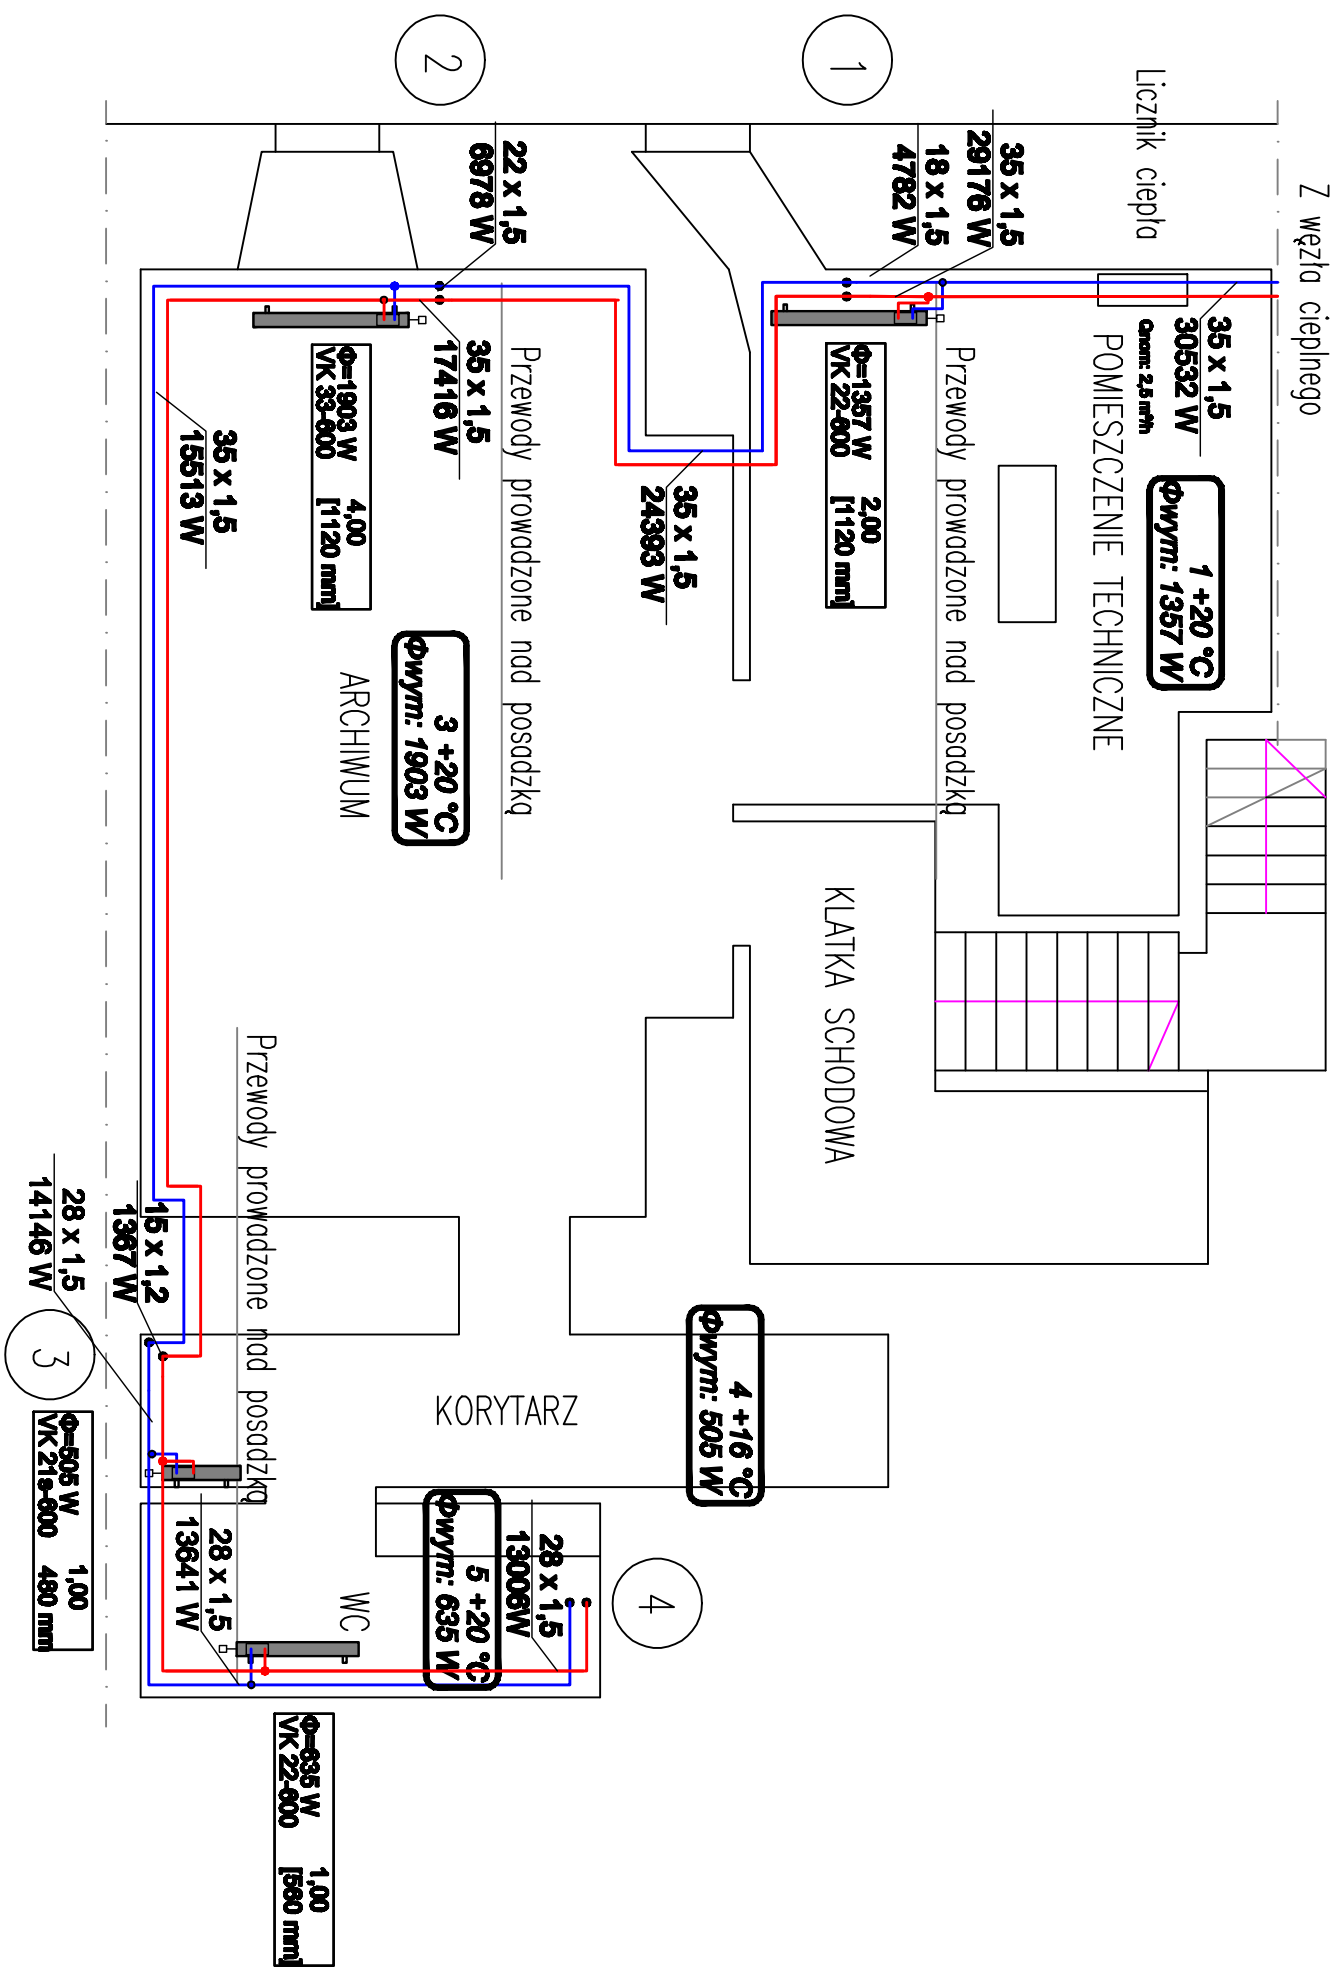 Z węzła cieplnego
Licznik ciepła
35 x 1,5
30532 W
Qnom: 2,5 m³/h
1 +20 °C
Φwym: 1357 W
POMIESZCZENIE TECHNICZNE
1
35 x 1,5
29176 W
18 x 1,5
4782 W
Przewody prowadzone nad posadzką
Φ=1357 W 2,00
VK 22-600 [1120 mm]
KLATKA SCHODOWA
35 x 1,5
24393 W
2
22 x 1,5
6978 W
Przewody prowadzone nad posadzką
35 x 1,5
17416 W
3 +20 °C
Φwym: 1903 W
Φ=1903 W 4,00
VK 33-600 [1120 mm]
ARCHIWUM
35 x 1,5
15513 W
Przewody prowadzone nad posadzką
15 x 1,2
1367 W
28 x 1,5
14146 W
3
4 +16 °C
Φwym: 505 W
KORYTARZ
Φ=505 W 1,00
VK 21s-600 480 mm
4
28 x 1,5
13006W
5 +20 °C
Φwym: 635 W
WC
28 x 1,5
13641 W
Φ=635 W 1,00
VK 22-600 [560 mm]